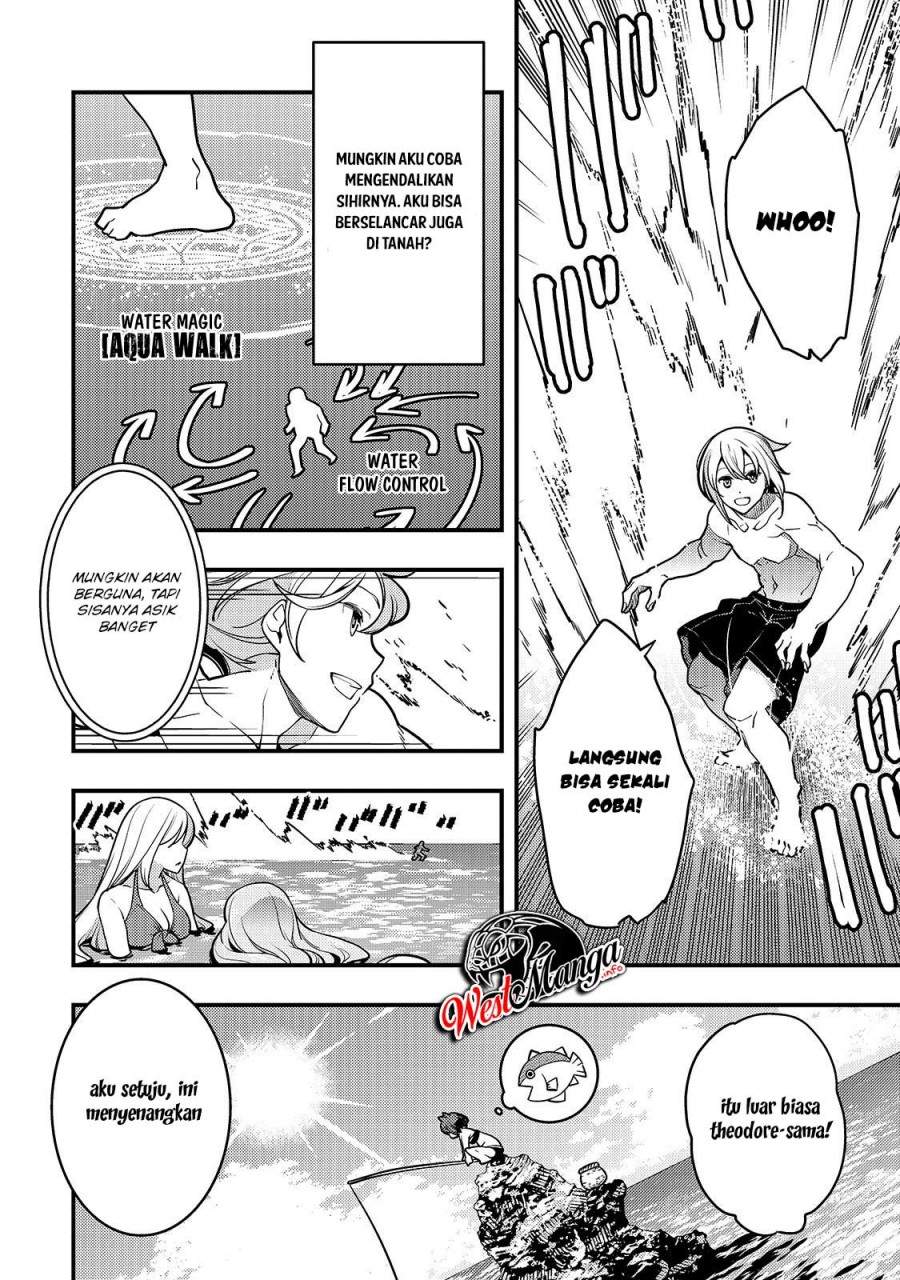 WHOO!
LANGSUNG
BISA SEKALI
COBA!
MUNGKIN AKU COBA
MENGENDALIKAN
SIHIRNYA. AKU BISA
BERSELANCAR JUGA
DI TANAH?
WATER MAGIC
[AQUA WALK]
WATER
FLOW CONTROL
MUNGKIN AKAN
BERGUNA, TAPI
SISANYA ASIK
BANGET
WestManga
.info
itu luar biasa
theodore-sama!
aku setuju, ini
menyenangkan